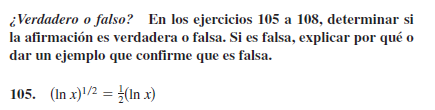 ¿Verdadero o falso? En los ejercicios 105 a 108, determinar si
la afirmación es verdadera o falsa. Si es falsa, explicar por qué o
dar un ejemplo que confirme que es falsa.
105. (ln x)^{1/2} = \frac{1}{2}(ln x)